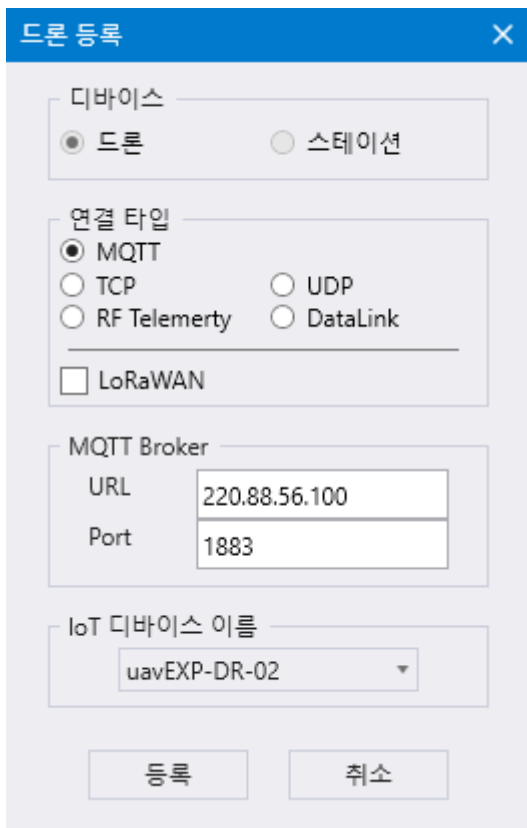 드론 등록
디바이스
드론 스테이션
연결 타입
MQTT
TCP UDP
RF Telemerty DataLink
LoRaWAN
MQTT Broker
URL 220.88.56.100
Port 1883
IoT 디바이스 이름
uavEXP-DR-02
등록 취소